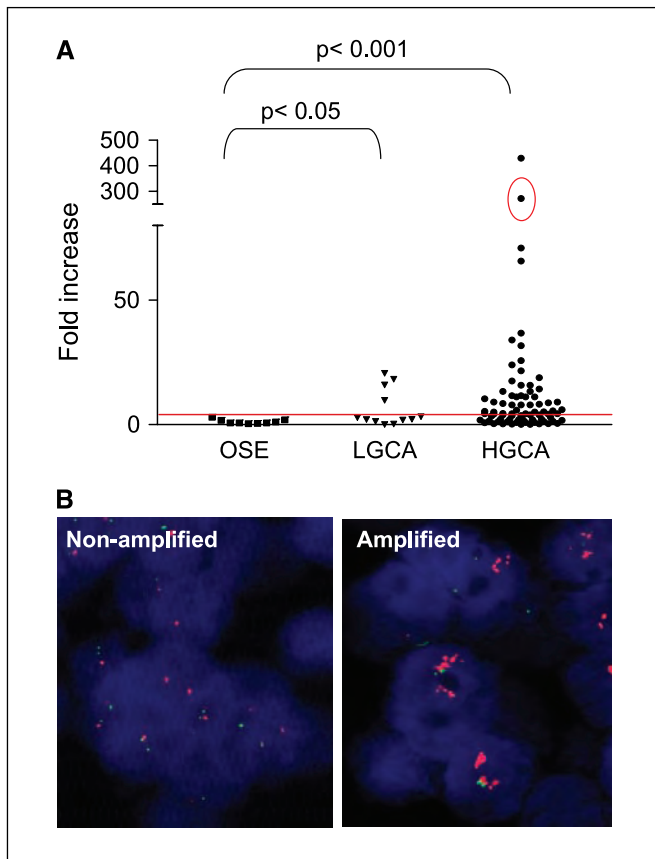 A
p< 0.001
p< 0.05
500
400
300
50
0
Fold increase
OSE
LGCA
HGCA
B
Non-amplified
Amplified